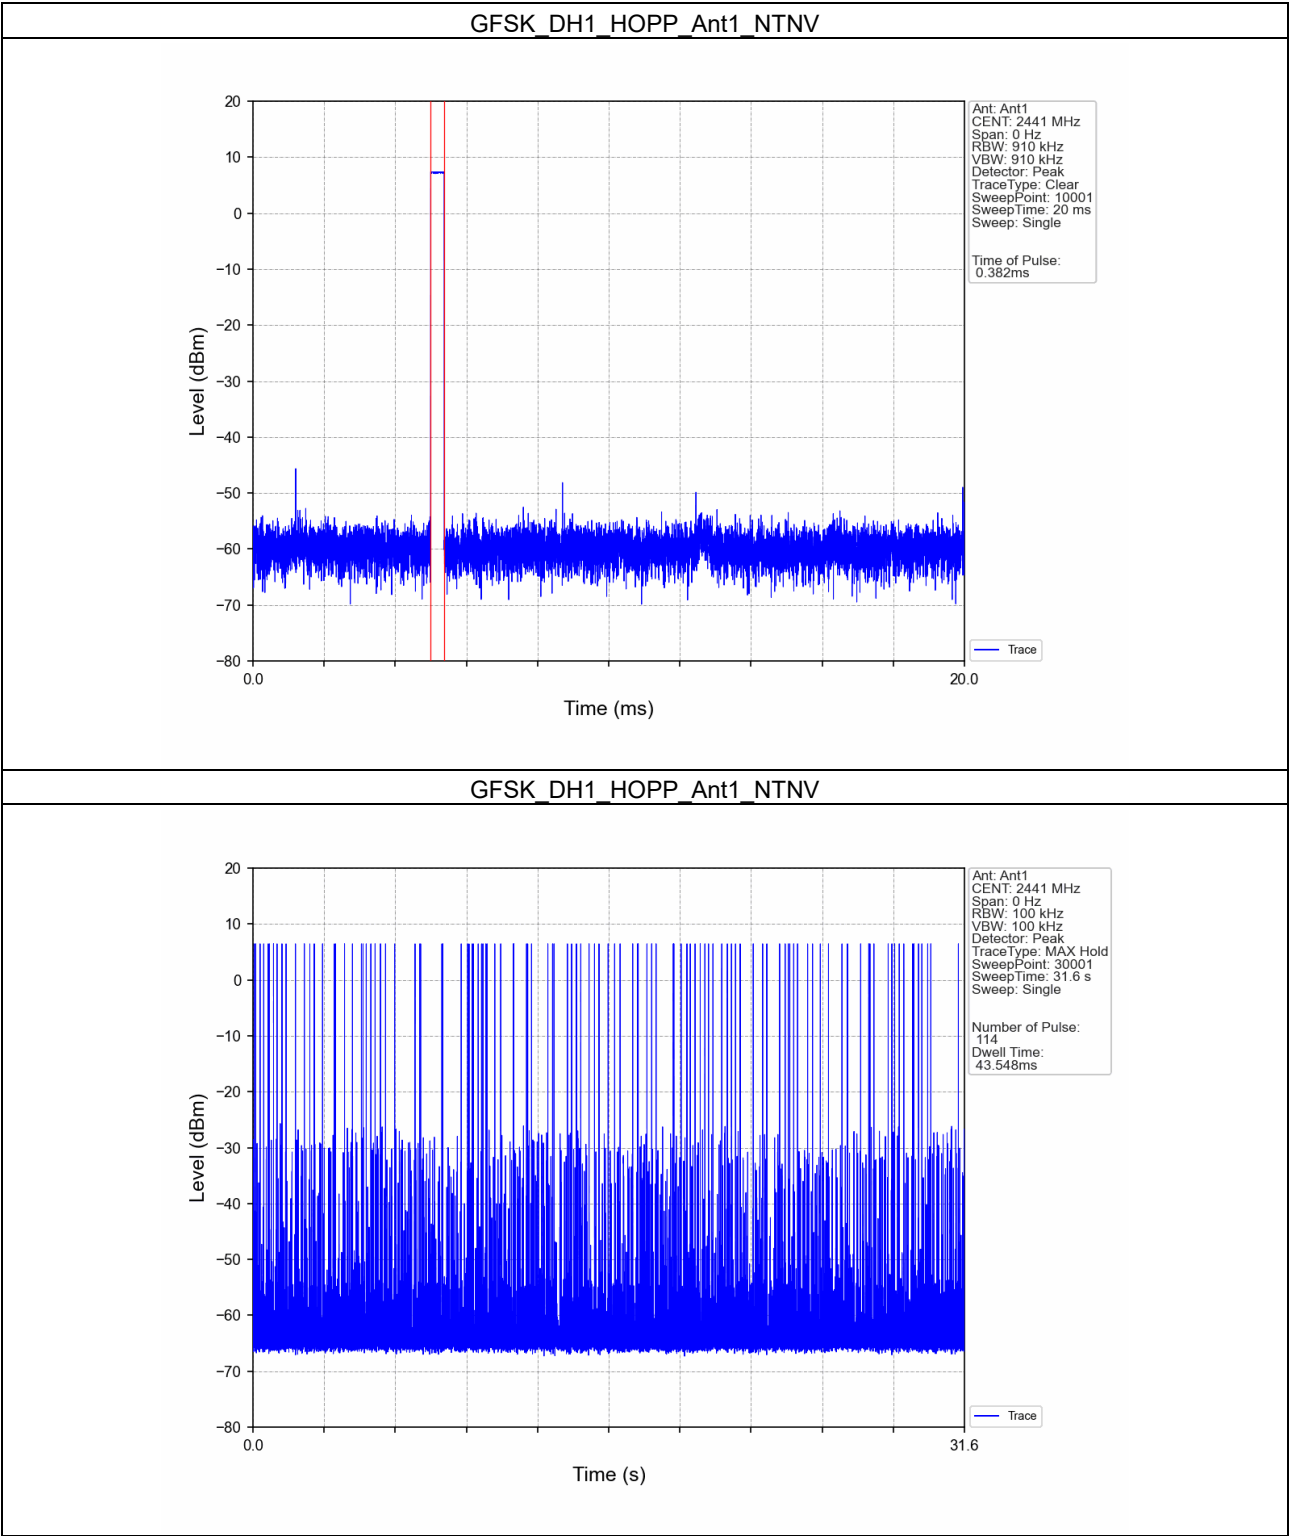 GFSK_DH1_HOPP_Ant1_NTNV
20
10
0
−10
−20
−30
−40
−50
−60
−70
−80
Level (dBm)
0.0
20.0
Time (ms)
Ant: Ant1
CENT: 2441 MHz
Span: 0 Hz
RBW: 910 kHz
VBW: 910 kHz
Detector: Peak
TraceType: Clear
SweepPoint: 10001
SweepTime: 20 ms
Sweep: Single
Time of Pulse:
0.382ms
Trace
GFSK_DH1_HOPP_Ant1_NTNV
20
10
0
−10
−20
−30
−40
−50
−60
−70
−80
Level (dBm)
0.0
31.6
Time (s)
Ant: Ant1
CENT: 2441 MHz
Span: 0 Hz
RBW: 100 kHz
VBW: 100 kHz
Detector: Peak
TraceType: MAX Hold
SweepPoint: 30001
SweepTime: 31.6 s
Sweep: Single
Number of Pulse:
114
Dwell Time:
43.548ms
Trace